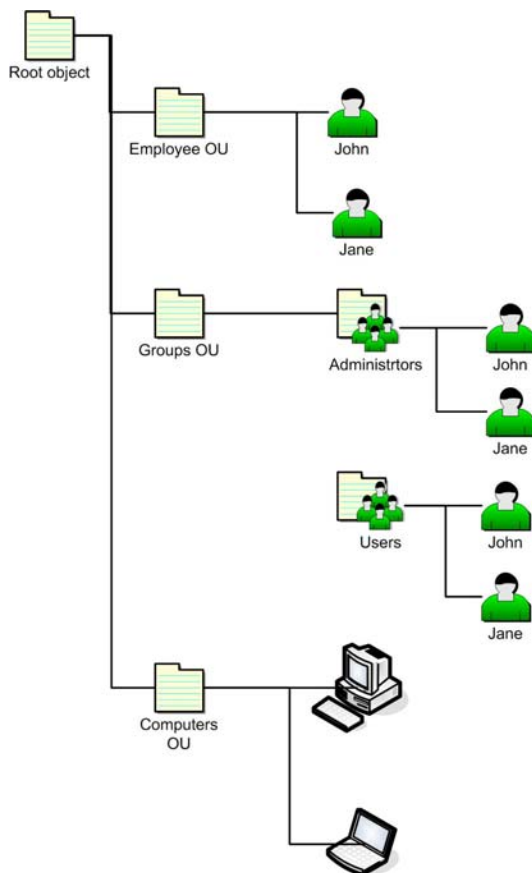 Root object
Employee OU
John
Jane
Groups OU
Administrtors
John
Jane
Users
John
Jane
Computers
OU